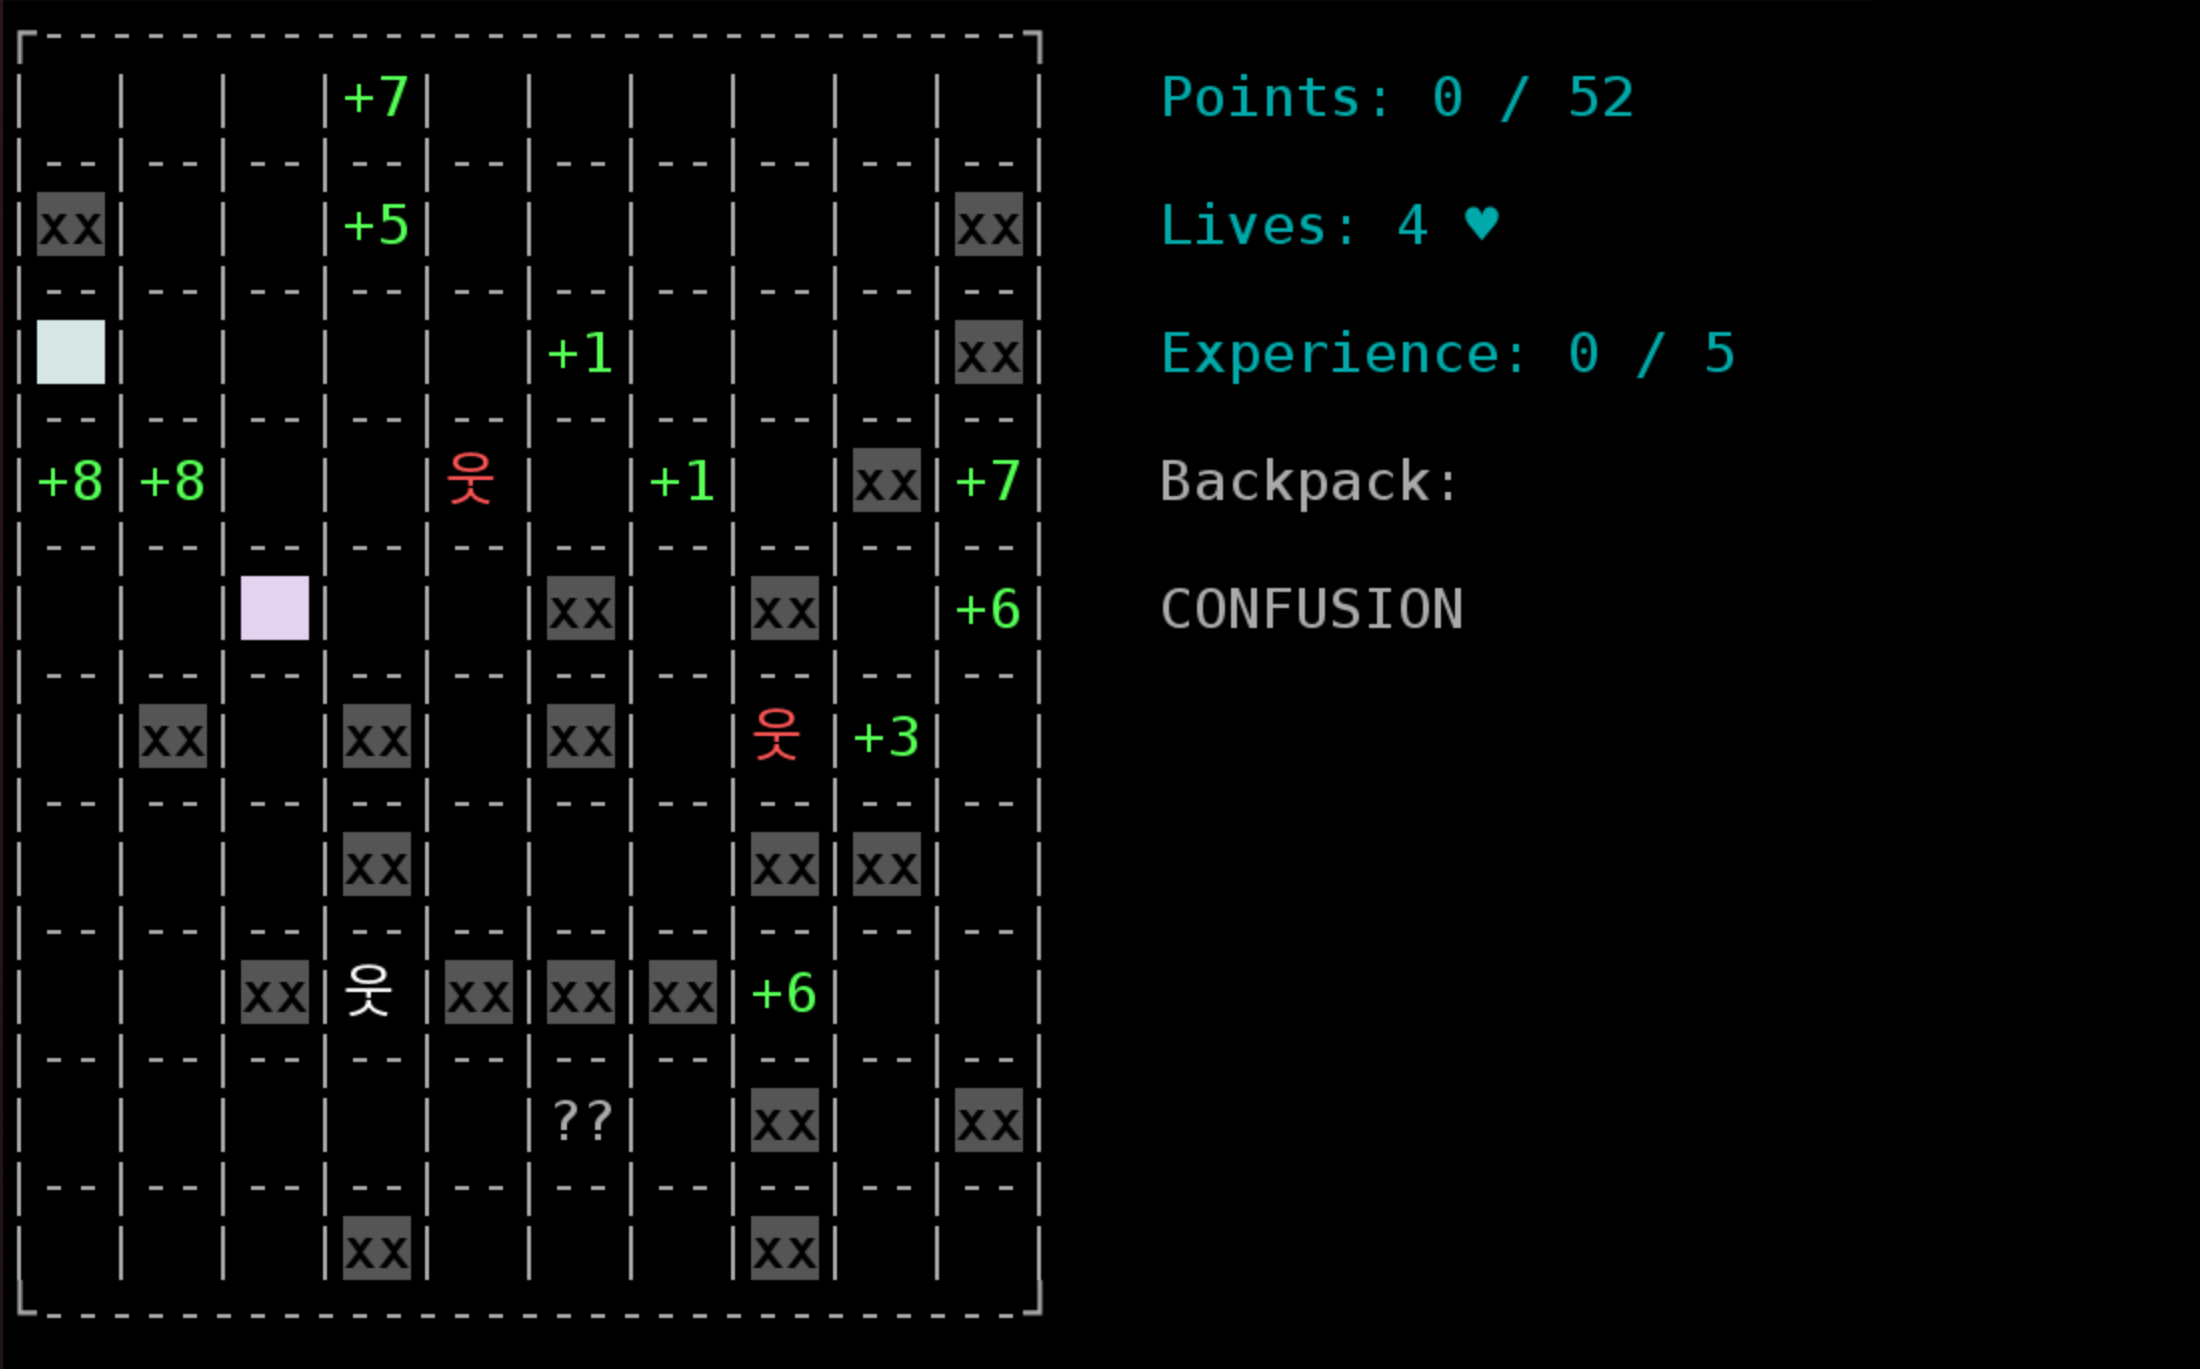 +7 Points: 0 / 52
xx +5 xx Lives: 4 ♥
+1 xx Experience: 0 / 5
+8 +8 웃 +1 xx +7 Backpack:
xx xx +6 CONFUSION
xx xx xx 웃 +3
xx xx xx
xx 웃 xx xx xx +6
?? xx xx
xx xx